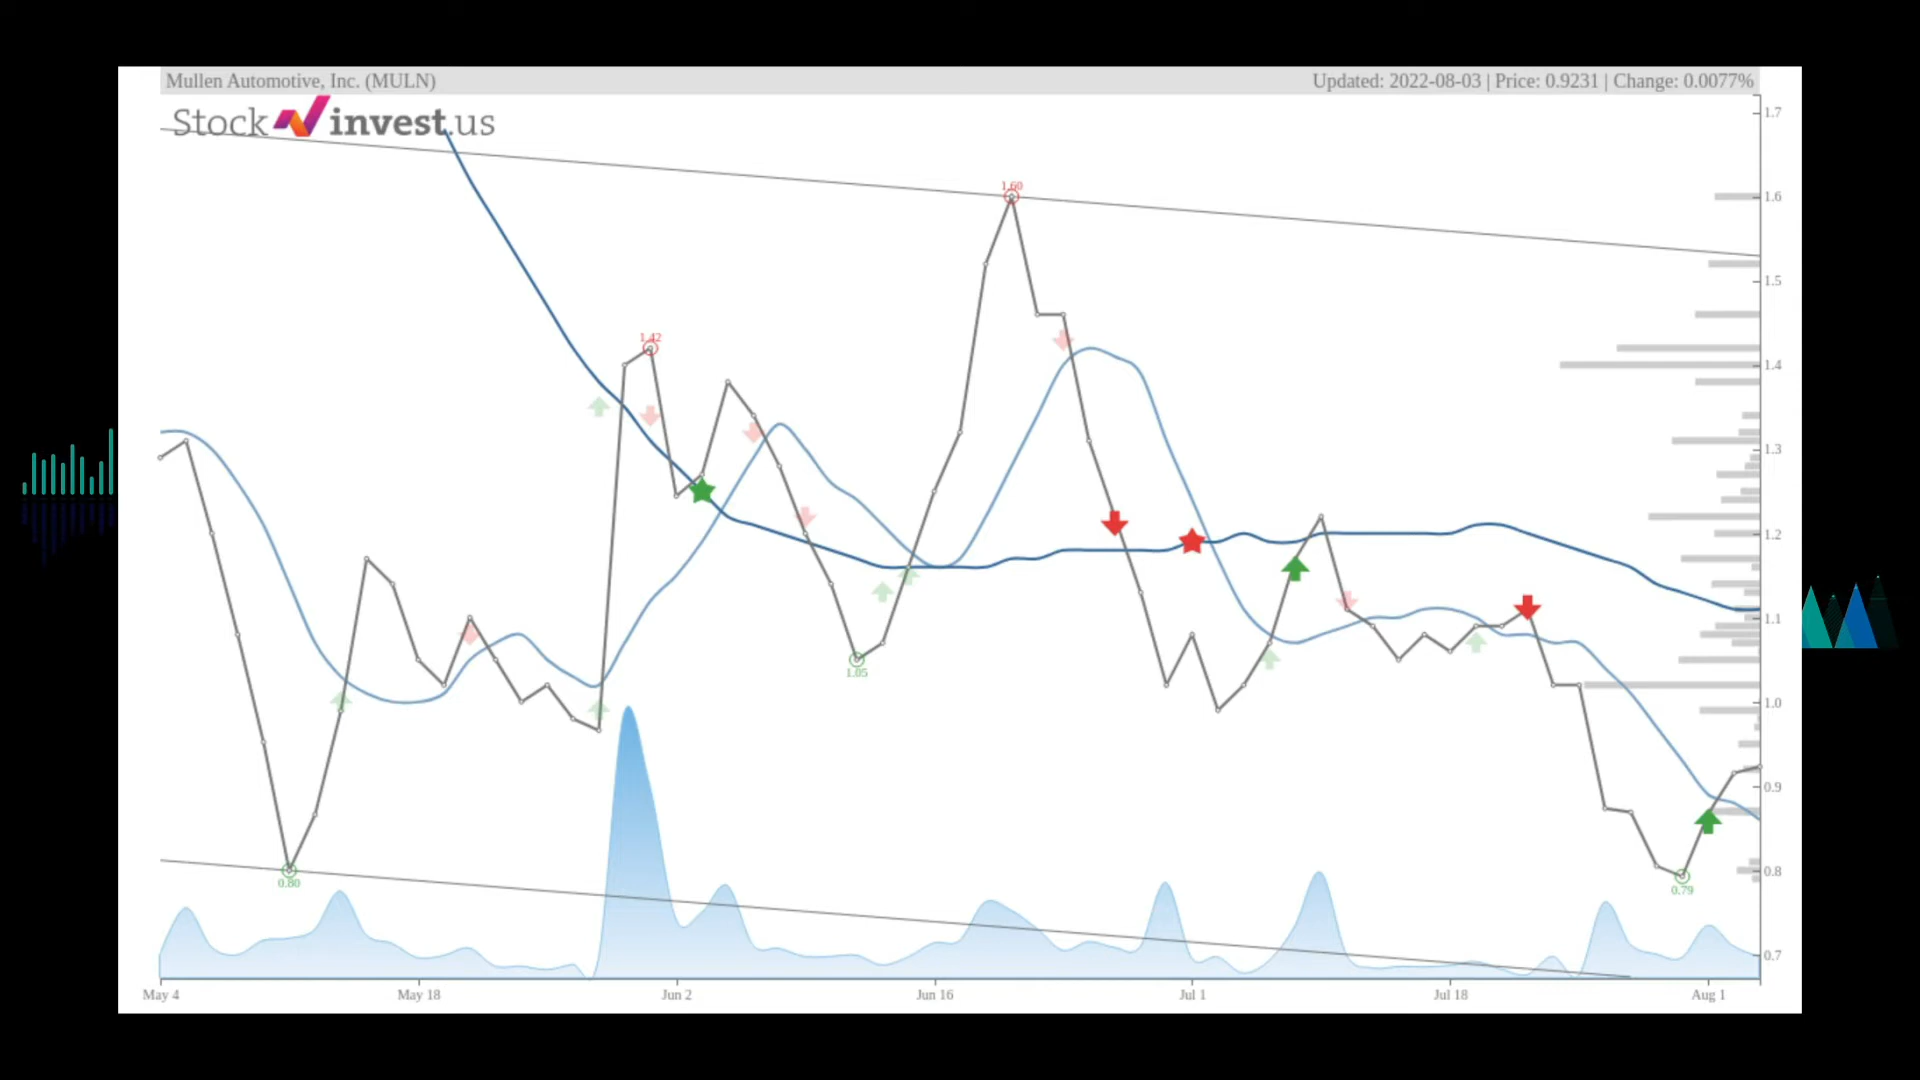 Mullen Automotive, Inc. (MULN)
Updated: 2022-08-03 | Price: 0.9231 | Change: 0.0077%
Stock invest.us
1.7
1.60
1.6
1.5
1.42
1.4
1.3
1.2
1.1
1.05
1.0
0.9
0.80
0.8
0.79
0.7
May 4
May 18
Jun 2
Jun 16
Jul 1
Jul 18
Aug 1